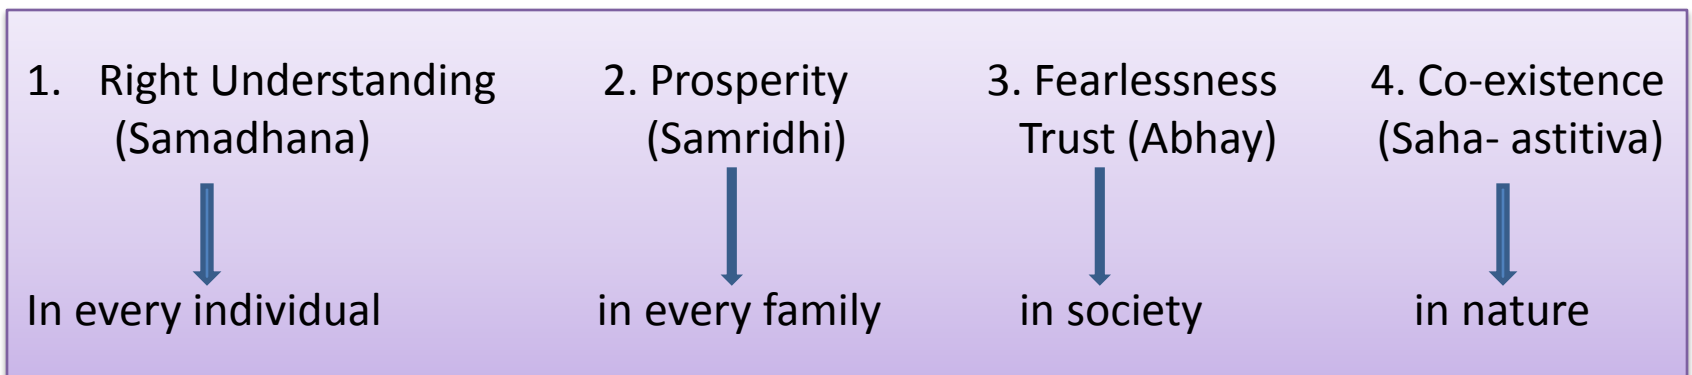 1. Right Understanding
(Samadhana)
In every individual
2. Prosperity
(Samridhi)
in every family
3. Fearlessness
Trust (Abhay)
in society
4. Co-existence
(Saha- astitiva)
in nature